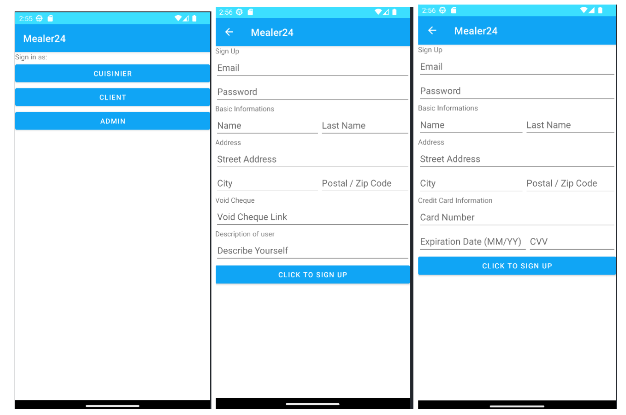 2:55
Mealer24
Sign in as:
CUISINIER
CLIENT
ADMIN
2:56
Mealer24
Sign Up
Email
Password
Basic Informations
Name Last Name
Address
Street Address
City Postal / Zip Code
Void Cheque
Void Cheque Link
Description of user
Describe Yourself
CLICK TO SIGN UP
2:56
Mealer24
Sign Up
Email
Password
Basic Informations
Name Last Name
Address
Street Address
City Postal / Zip Code
Credit Card Information
Card Number
Expiration Date (MM/YY) CVV
CLICK TO SIGN UP